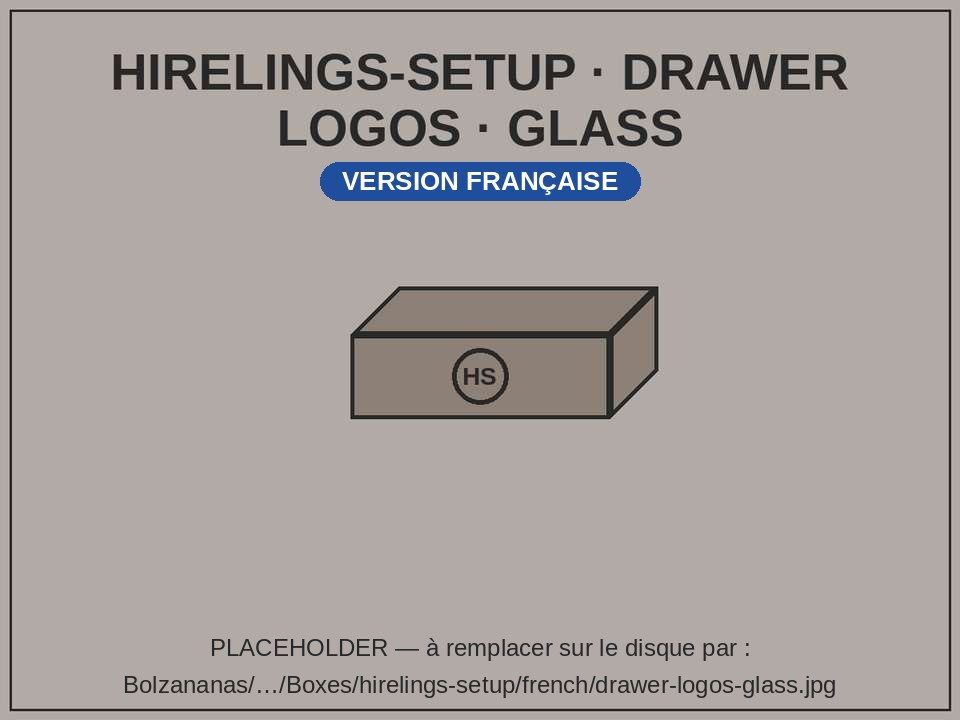 HIRELINGS-SETUP · DRAWER
LOGOS · GLASS
VERSION FRANÇAISE
HS
PLACEHOLDER — à remplacer sur le disque par :
Bolzananas/…/Boxes/hirelings-setup/french/drawer-logos-glass.jpg